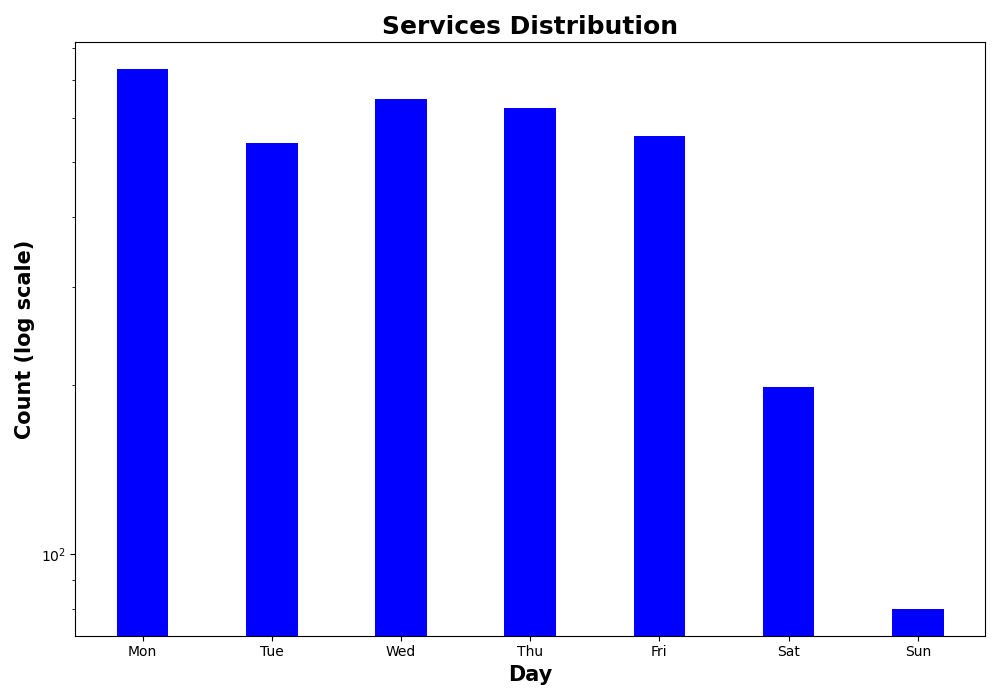 Services Distribution
Count (log scale)
10²
Mon Tue Wed Thu Fri Sat Sun
Day